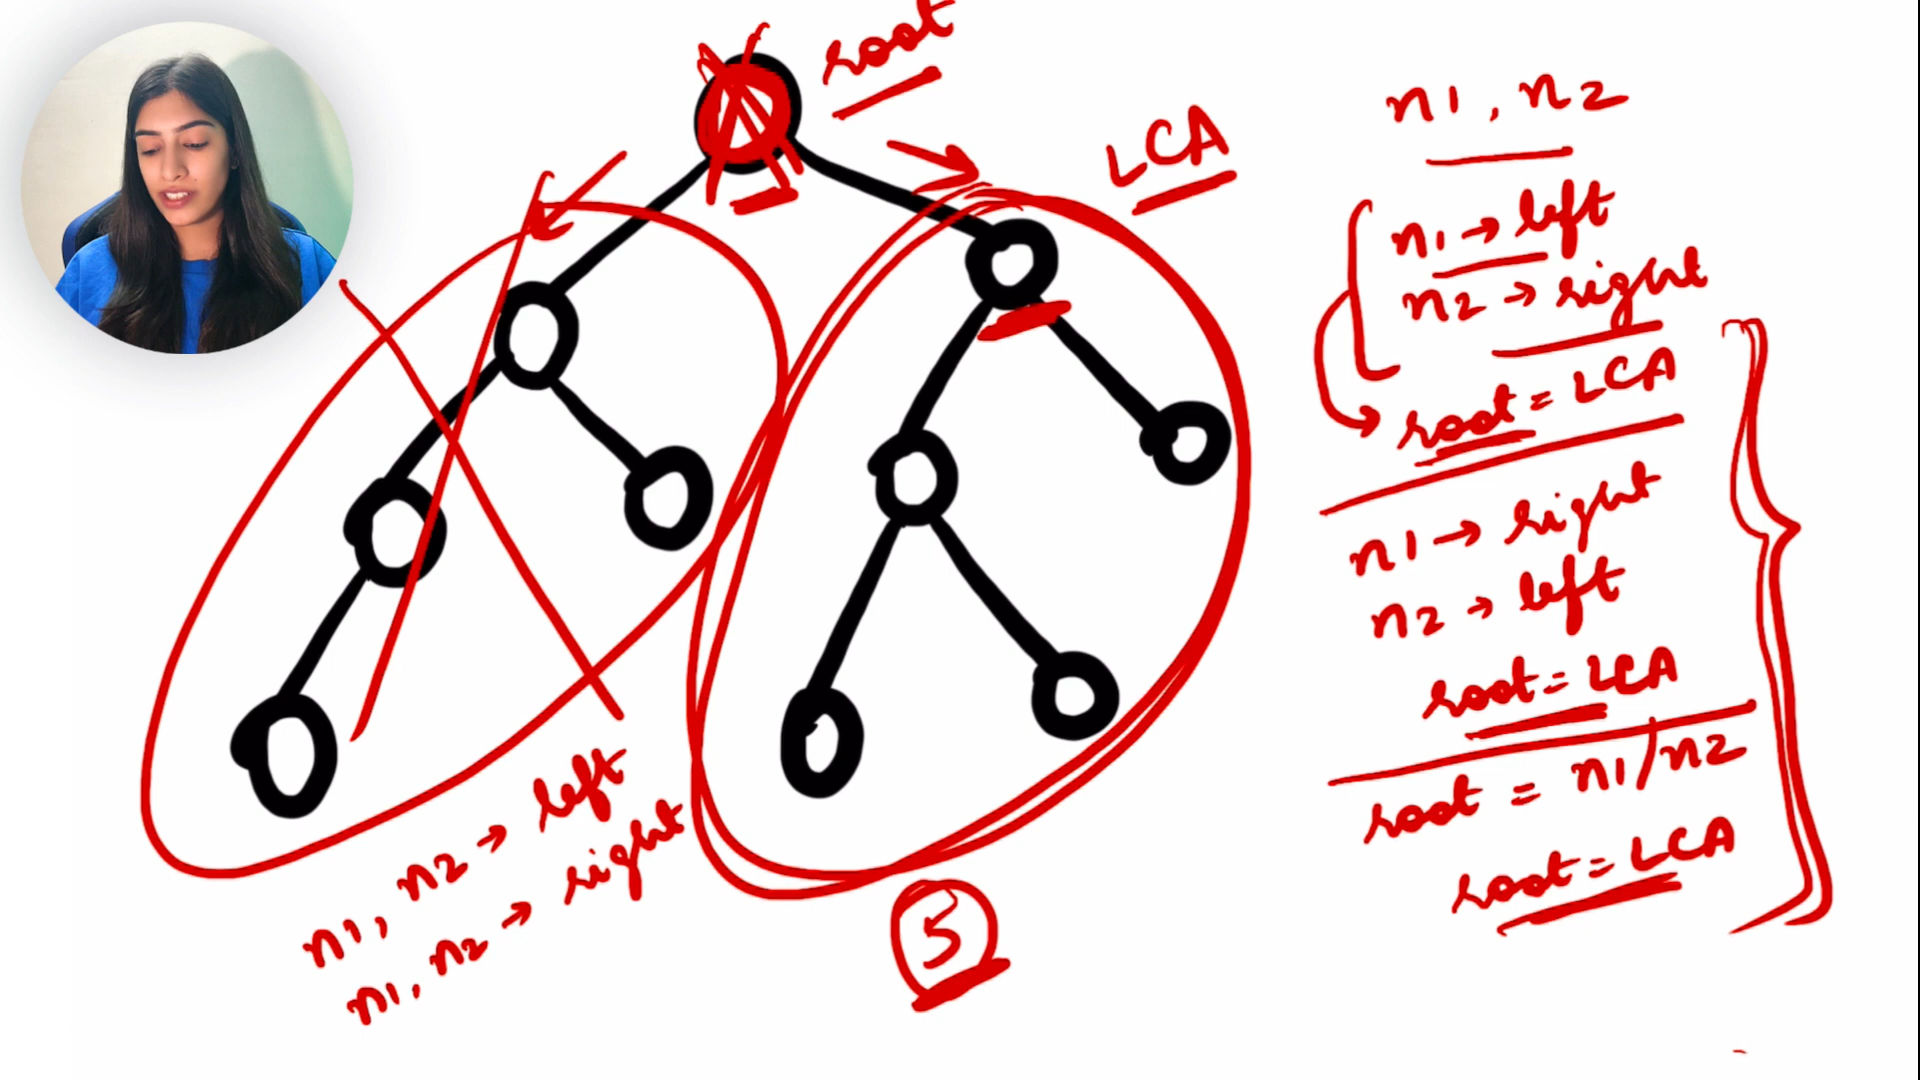 root
LCA
n1, n2
n1 → left
n2 → right
root = LCA
n1 → right
n2 → left
root = LCA
root = n1/n2
root = LCA
n1, n2 → left
n1, n2 → right
5